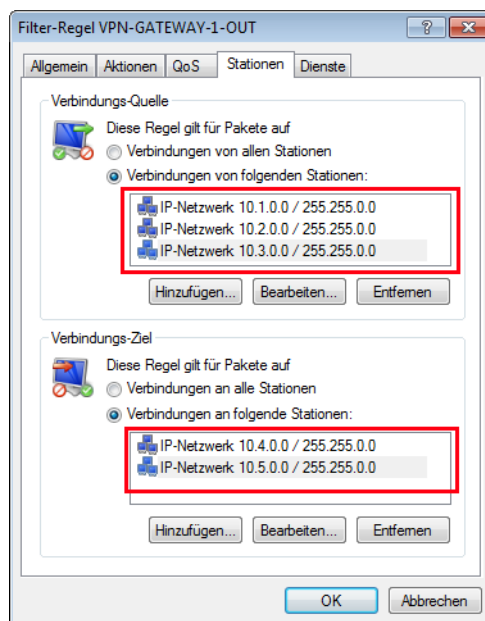 Filter-Regel VPN-GATEWAY-1-OUT
Allgemein Aktionen QoS Stationen Dienste
Verbindungs-Quelle
Diese Regel gilt für Pakete auf
Verbindungen von allen Stationen
Verbindungen von folgenden Stationen:
IP-Netzwerk 10.1.0.0 / 255.255.0.0
IP-Netzwerk 10.2.0.0 / 255.255.0.0
IP-Netzwerk 10.3.0.0 / 255.255.0.0
Hinzufügen... Bearbeiten... Entfernen
Verbindungs-Ziel
Diese Regel gilt für Pakete auf
Verbindungen an alle Stationen
Verbindungen an folgende Stationen:
IP-Netzwerk 10.4.0.0 / 255.255.0.0
IP-Netzwerk 10.5.0.0 / 255.255.0.0
Hinzufügen... Bearbeiten... Entfernen
OK Abbrechen